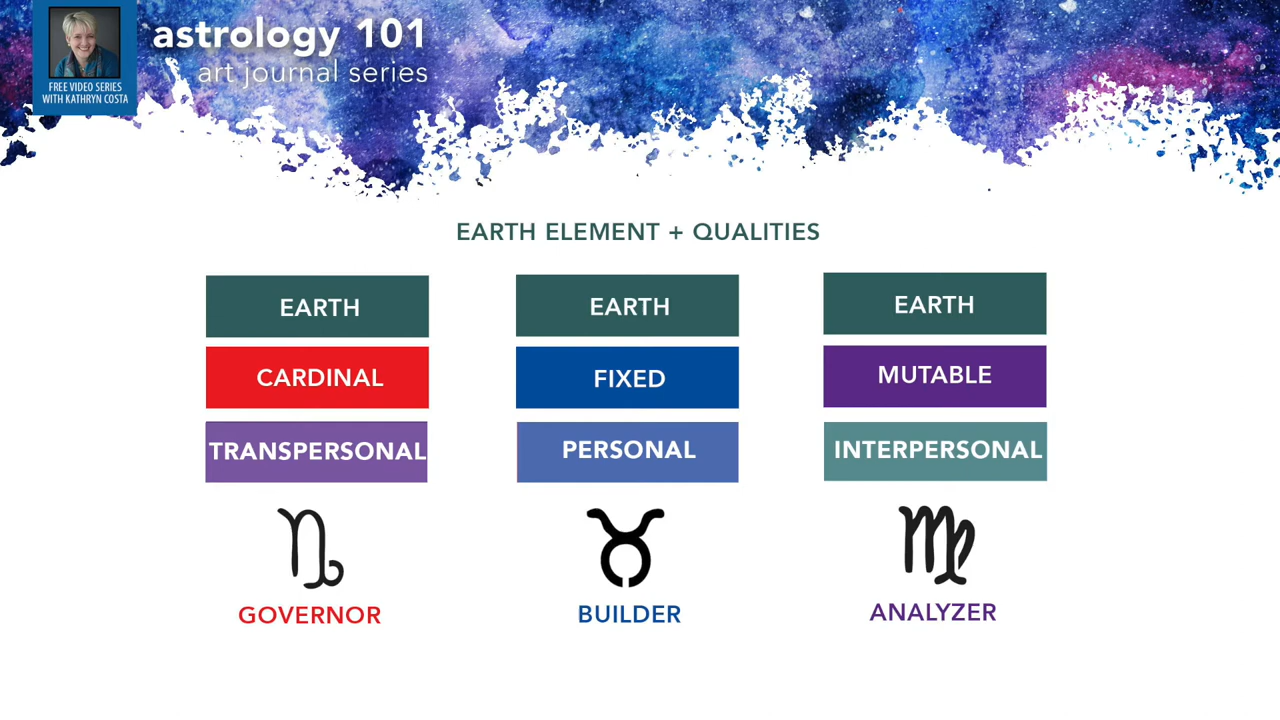 astrology 101
art journal series
FREE VIDEO SERIES
WITH KATHRYN COSTA
EARTH ELEMENT + QUALITIES
EARTH
CARDINAL
TRANSPERSONAL
GOVERNOR
EARTH
FIXED
PERSONAL
BUILDER
EARTH
MUTABLE
INTERPERSONAL
ANALYZER